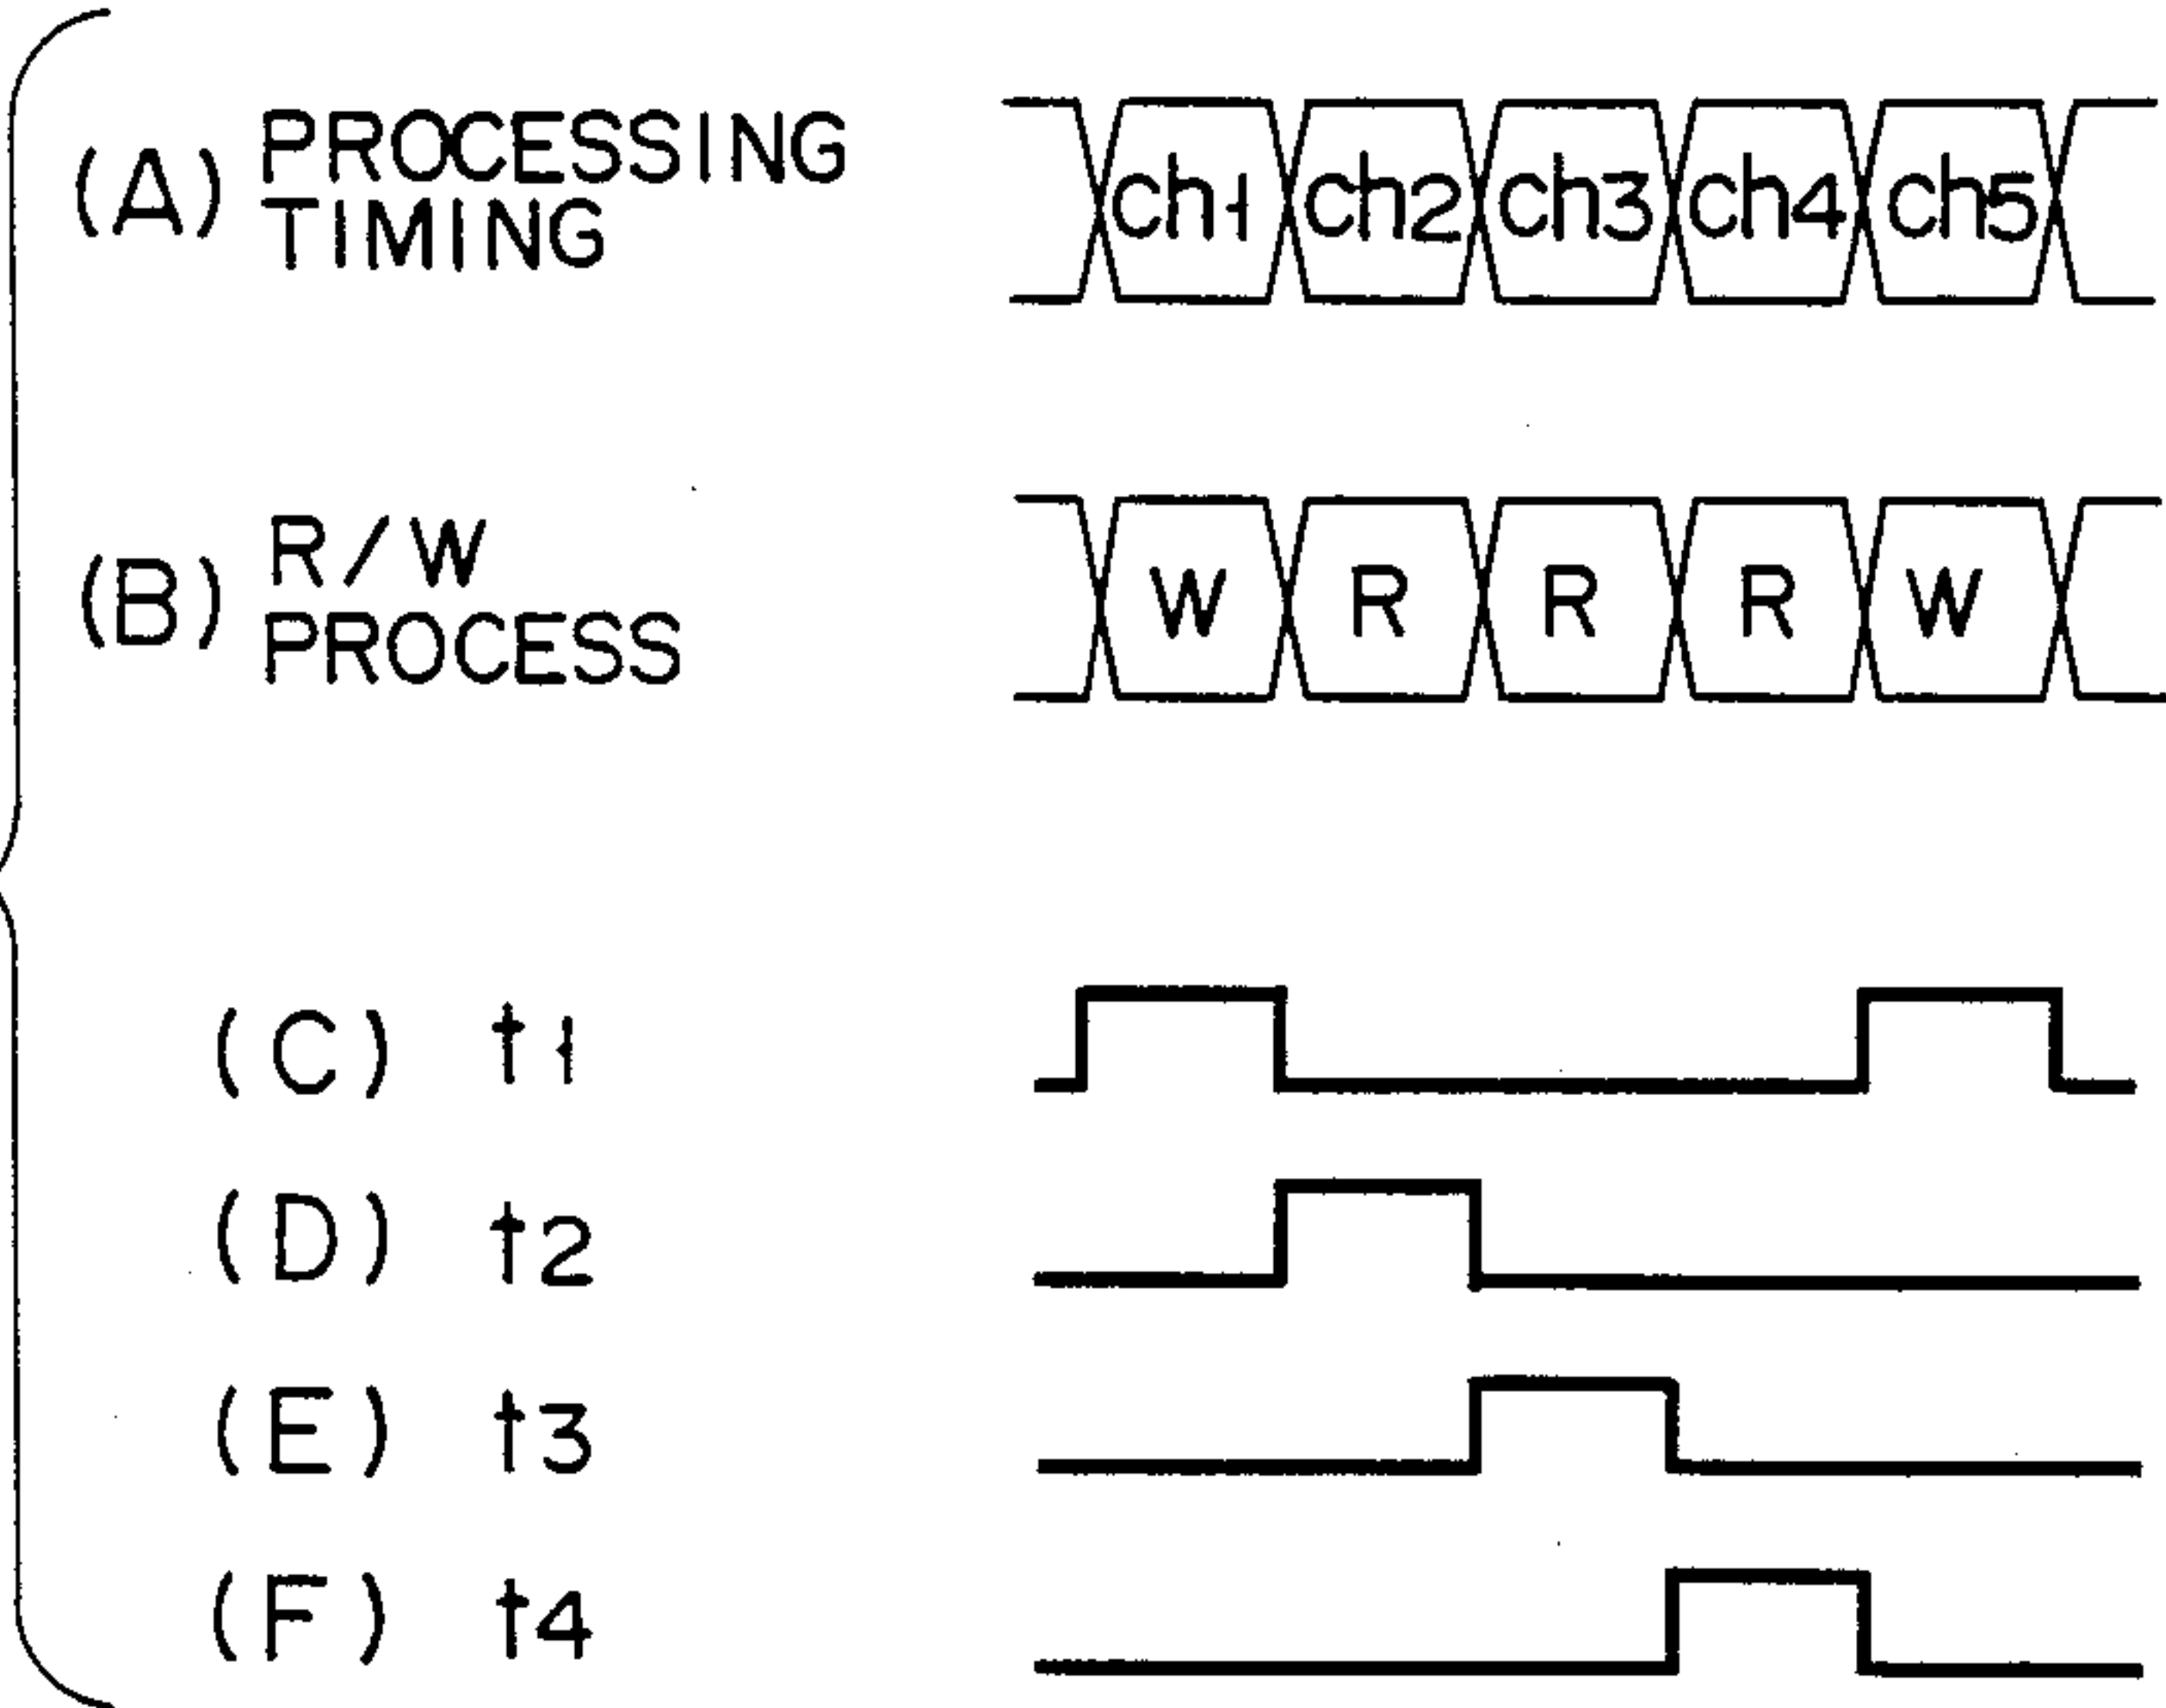 (A) PROCESSING
TIMING
ch1 ch2 ch3 ch4 ch5
(B) R/W
PROCESS
W R R R W
(C) t1
(D) t2
(E) t3
(F) t4